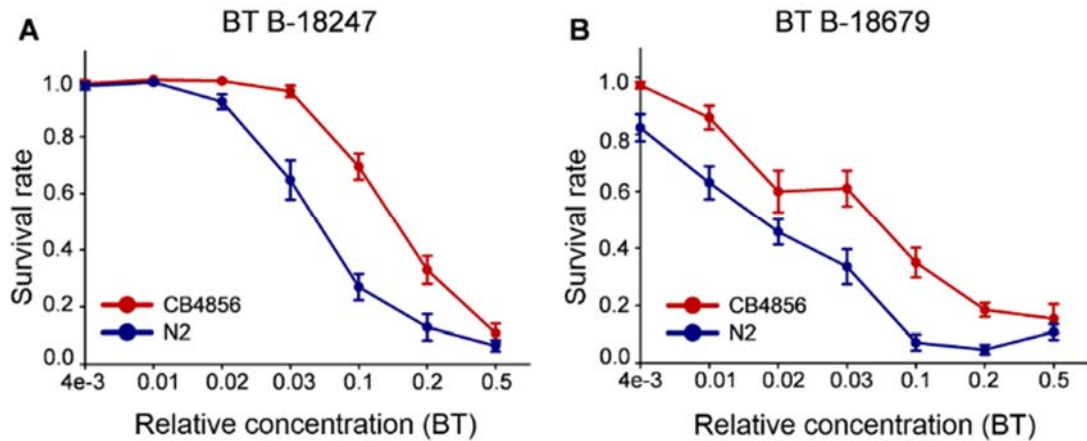 A
BT B-18247
Survival rate
1.0
0.8
0.6
0.4
0.2
0.0
CB4856
N2
4e-3 0.01 0.02 0.03 0.1 0.2 0.5
Relative concentration (BT)
B
BT B-18679
Survival rate
1.0
0.8
0.6
0.4
0.2
0.0
CB4856
N2
4e-3 0.01 0.02 0.03 0.1 0.2 0.5
Relative concentration (BT)